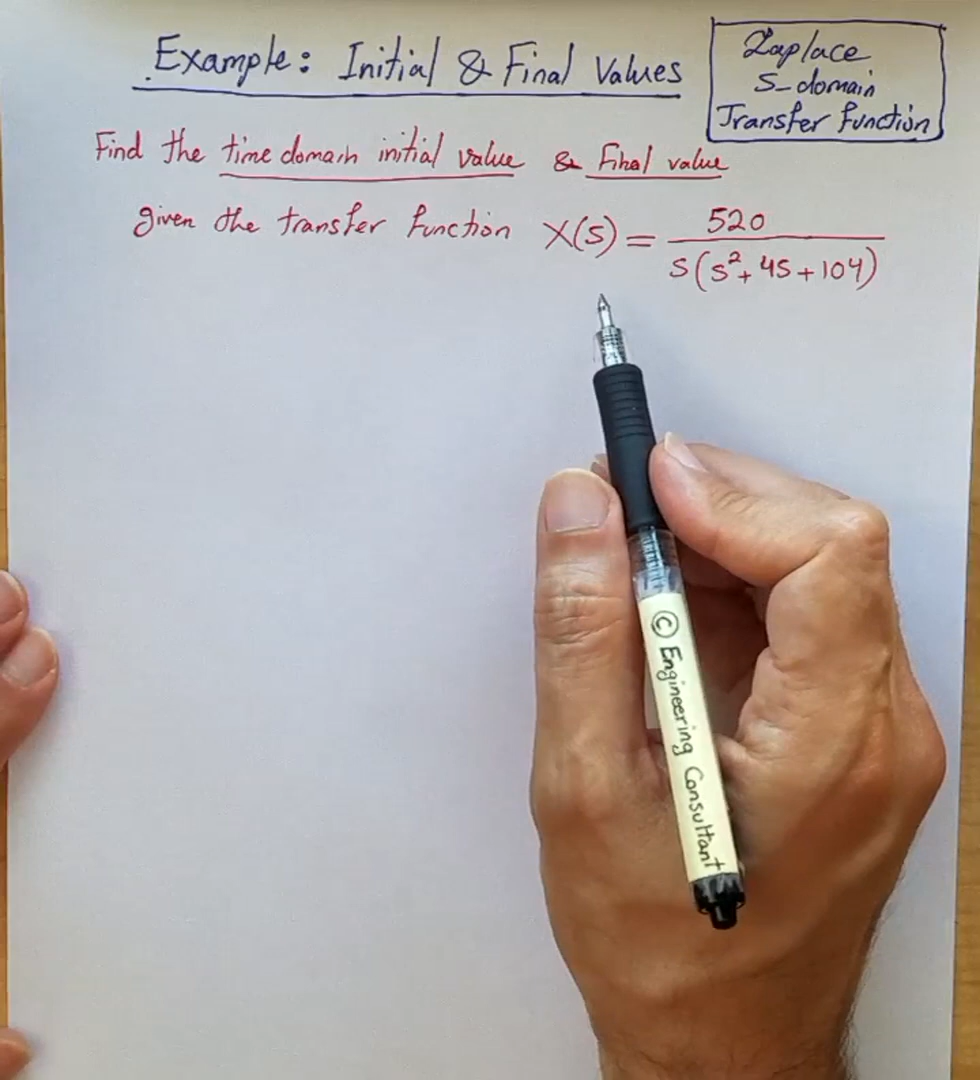 Example: Initial & Final Values
Laplace
S-domain
Transfer Function
Find the time domain initial value & Final value
given the transfer function X(s) = 520 / s(s²+4s+104)
© Engineering Consultant